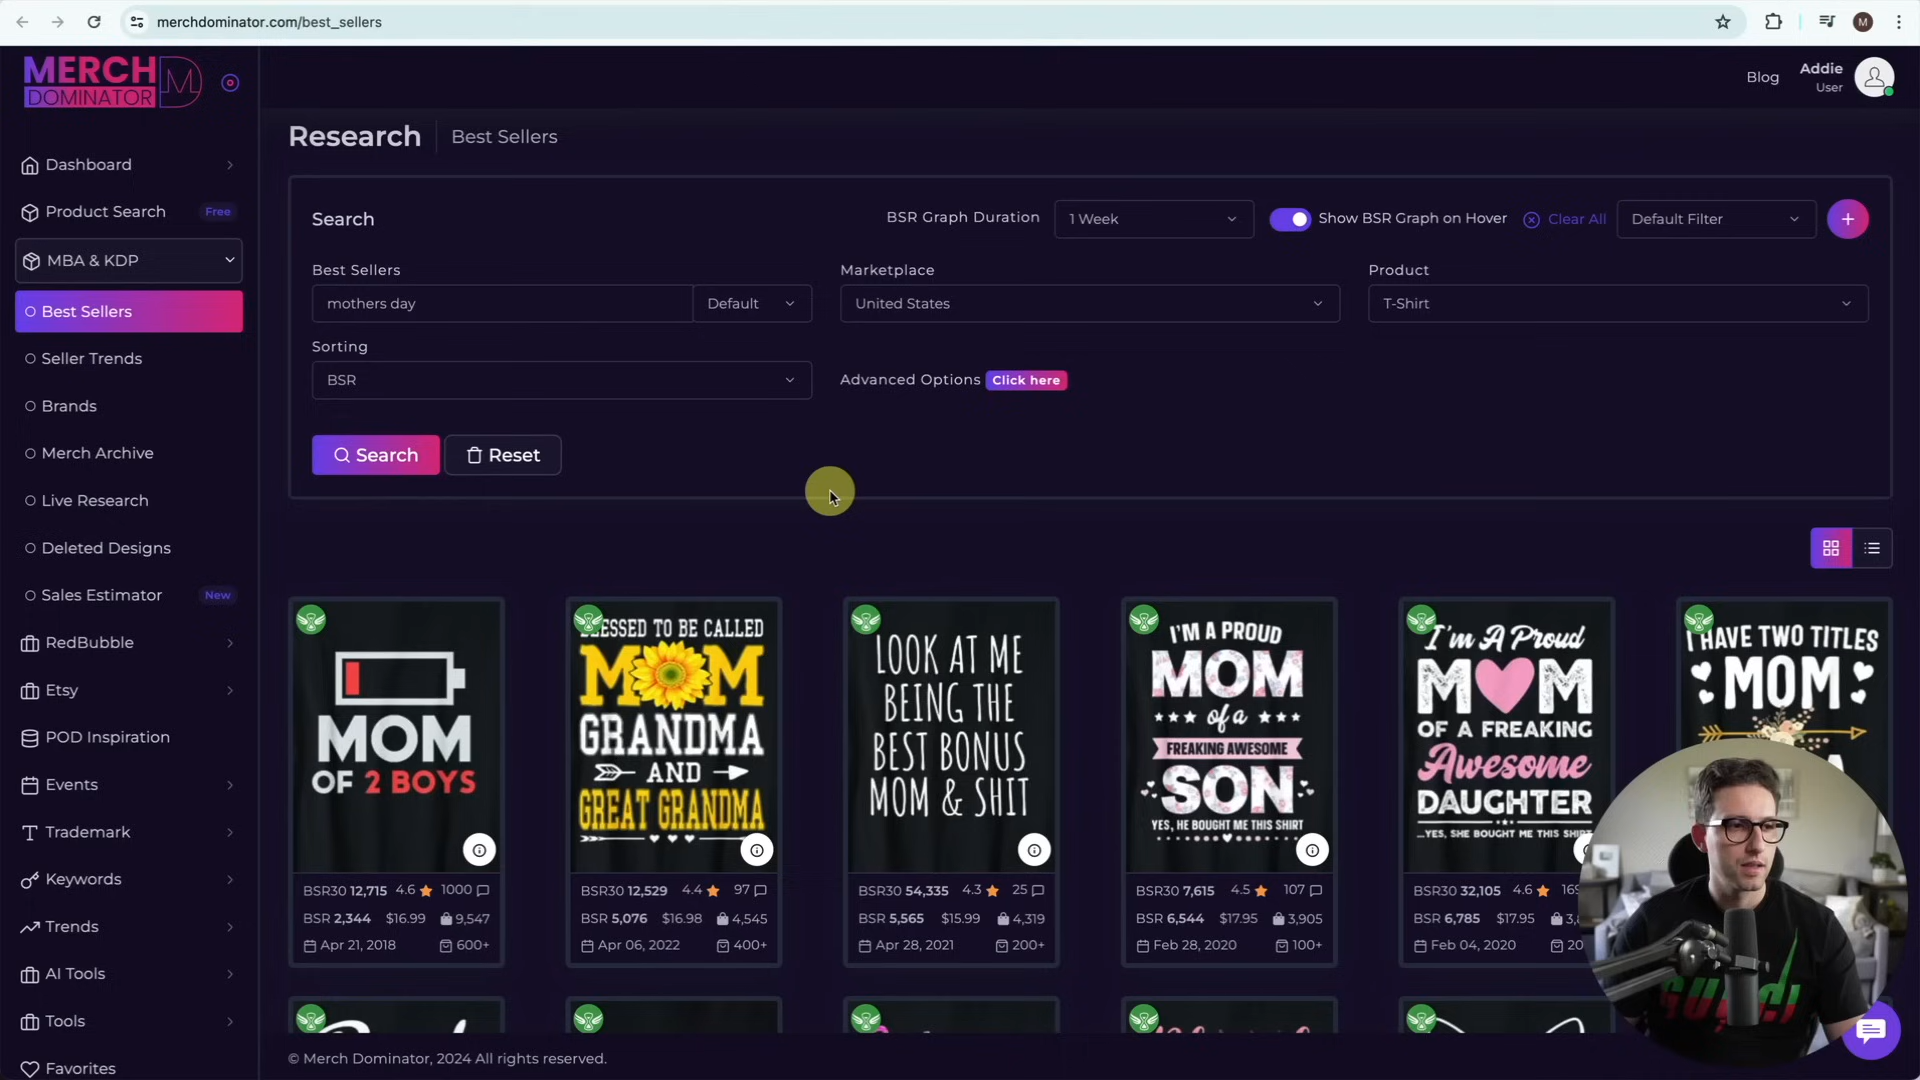 merchdominator.com/best_sellers
M
MERCH
DOMINATOR
Blog
Addie
User
Dashboard
Product Search
Free
MBA & KDP
Best Sellers
Seller Trends
Brands
Merch Archive
Live Research
Deleted Designs
Sales Estimator
New
RedBubble
Etsy
POD Inspiration
Events
Trademark
Keywords
Trends
AI Tools
Tools
Favorites
Research
Best Sellers
Search
BSR Graph Duration
1 Week
Show BSR Graph on Hover
Clear All
Default Filter
+
Best Sellers
mothers day
Default
Marketplace
United States
Product
T-Shirt
Sorting
BSR
Advanced Options
Click here
Search
Reset
MOM
OF 2 BOYS
BSR30 12,715 4.6 1000
BSR 2,344 $16.99 9,547
Apr 21, 2018 600+
BLESSED TO BE CALLED
MOM
GRANDMA
AND
GREAT GRANDMA
BSR30 12,529 4.4 97
BSR 5,076 $16.98 4,545
Apr 06, 2022 400+
LOOK AT ME
BEING THE
BEST BONUS
MOM & SHIT
BSR30 54,335 4.3 25
BSR 5,565 $15.99 4,319
Apr 28, 2021 200+
I'M A PROUD
MOM
of a
FREAKING AWESOME
SON
YES, HE BOUGHT ME THIS SHIRT
BSR30 7,615 4.5 107
BSR 6,544 $17.95 3,905
Feb 28, 2020 100+
I'm A Proud
MOM
OF A FREAKING
Awesome
DAUGHTER
...YES, SHE BOUGHT ME THIS SHIRT
BSR30 32,105 4.6 169
BSR 6,785 $17.95
Feb 04, 2020
I HAVE TWO TITLES
MOM
© Merch Dominator, 2024 All rights reserved.